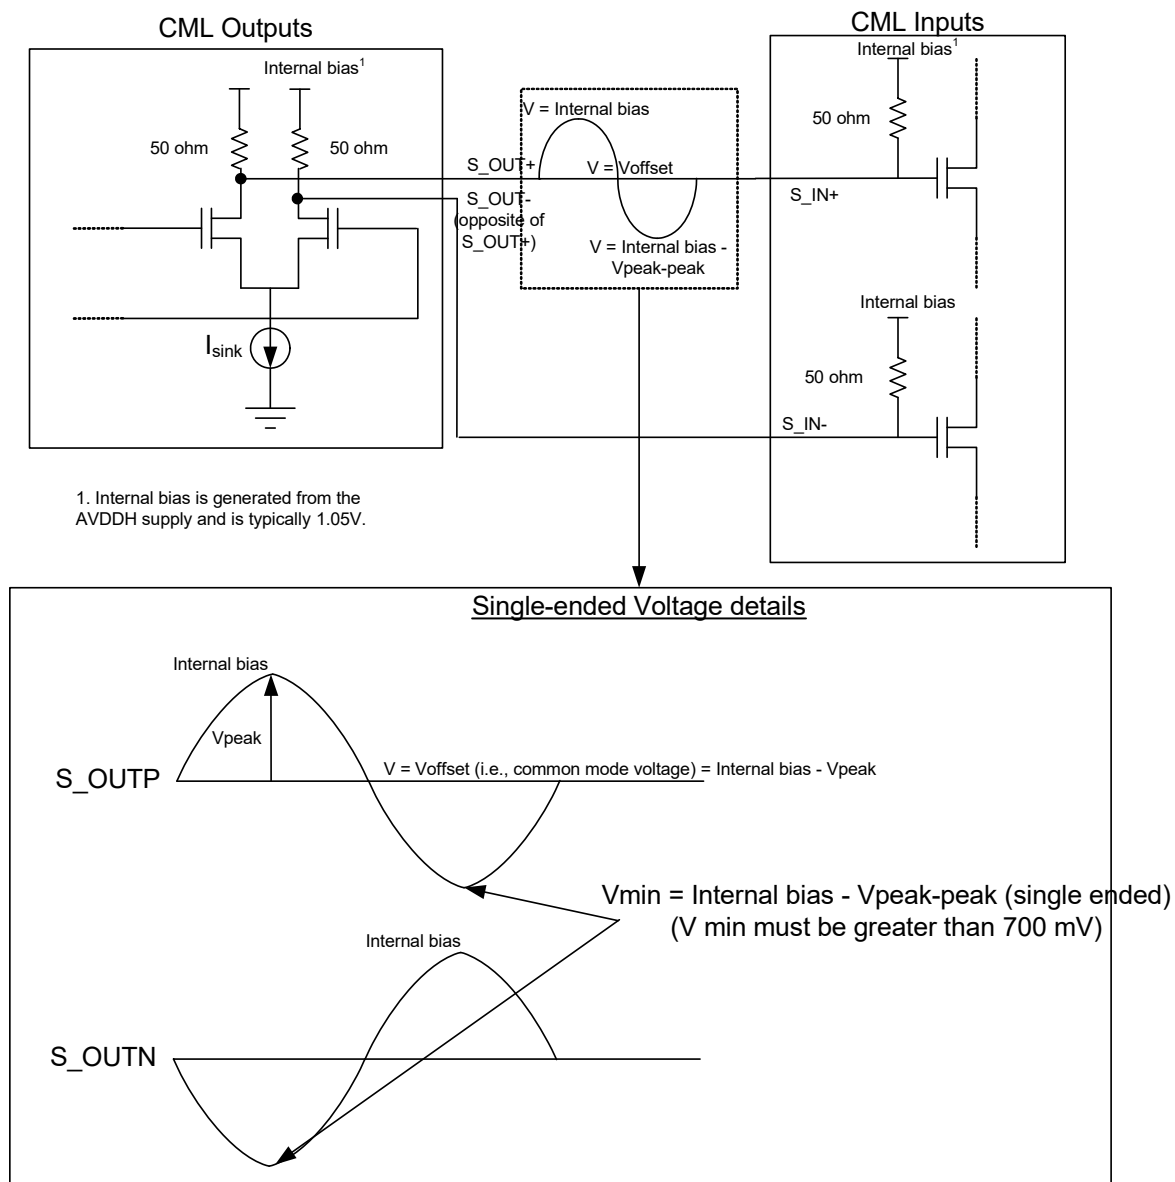 CML Outputs
Internal bias1
50 ohm
50 ohm
Isink
S_OUT+
S_OUT-
(opposite of
S_OUT+)
V = Internal bias
V = Voffset
V = Internal bias -
Vpeak-peak
CML Inputs
Internal bias1
50 ohm
S_IN+
Internal bias
50 ohm
S_IN-
1. Internal bias is generated from the
AVDDH supply and is typically 1.05V.
Single-ended Voltage details
Internal bias
Vpeak
S_OUTP
V = Voffset (i.e., common mode voltage) = Internal bias - Vpeak
Vmin = Internal bias - Vpeak-peak (single ended)
(V min must be greater than 700 mV)
Internal bias
S_OUTN